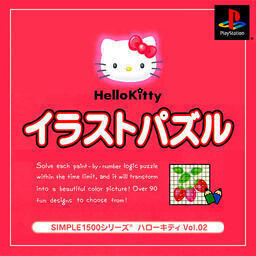 PlayStation
HelloKitty
イラストパズル
Solve each paint-by-number logic puzzle
within the time limit, and it will transform
into a beautiful color picture! Over 90
fun designs to choose from!
SIMPLE1500シリーズ® ハローキティ Vol.02